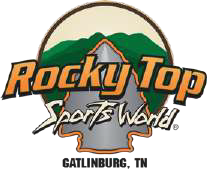 Rocky Top
Sports World®
GATLINBURG, TN